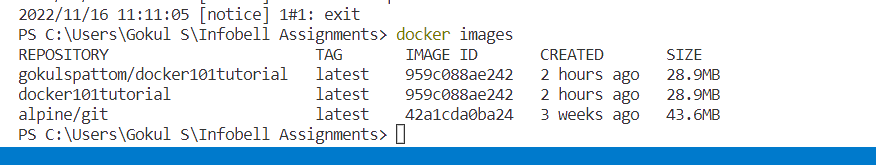 2022/11/16 11:11:05 [notice] 1#1: exit
PS C:\Users\Gokul S\Infobell Assignments> docker images
REPOSITORY TAG IMAGE ID CREATED SIZE
gokulspattom/docker101tutorial latest 959c088ae242 2 hours ago 28.9MB
docker101tutorial latest 959c088ae242 2 hours ago 28.9MB
alpine/git latest 42a1cda0ba24 3 weeks ago 43.6MB
PS C:\Users\Gokul S\Infobell Assignments>